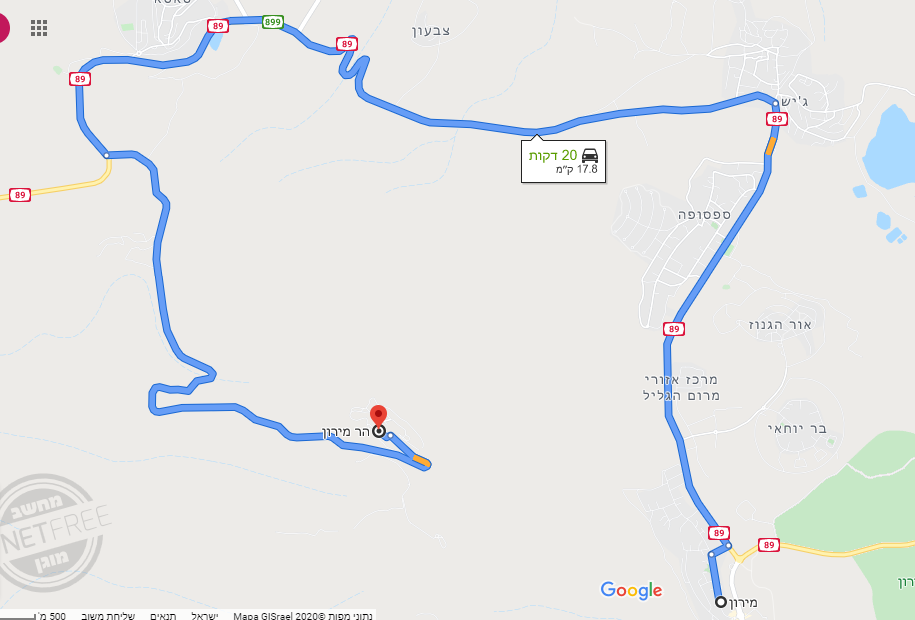 סאסא
89
899
צבעון
89
89
ג'יש
89
20 דקות
17.8 ק"מ
89
ספסופה
89
אור הגנוז
מרכז אזורי
מרום הגליל
הר מירון
בר יוחאי
מחשב
NETFREE
מוגן
89
89
Google
מירון
500 מ'
שליחת משוב
תנאים
ישראל
נתוני מפות ©2020 Mapa GISrael